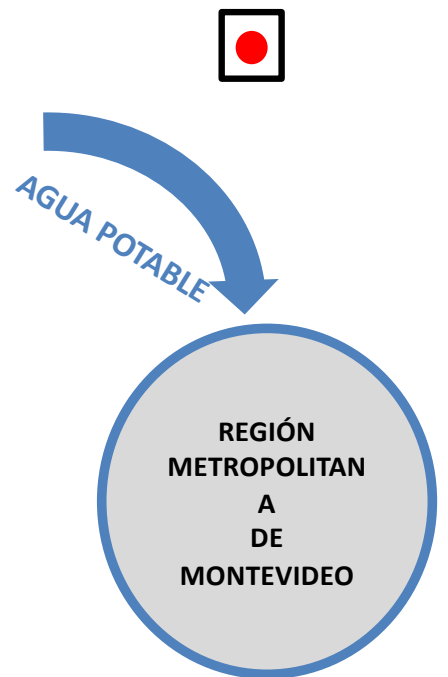 AGUA POTABLE
REGIÓN
METROPOLITAN
A
DE
MONTEVIDEO